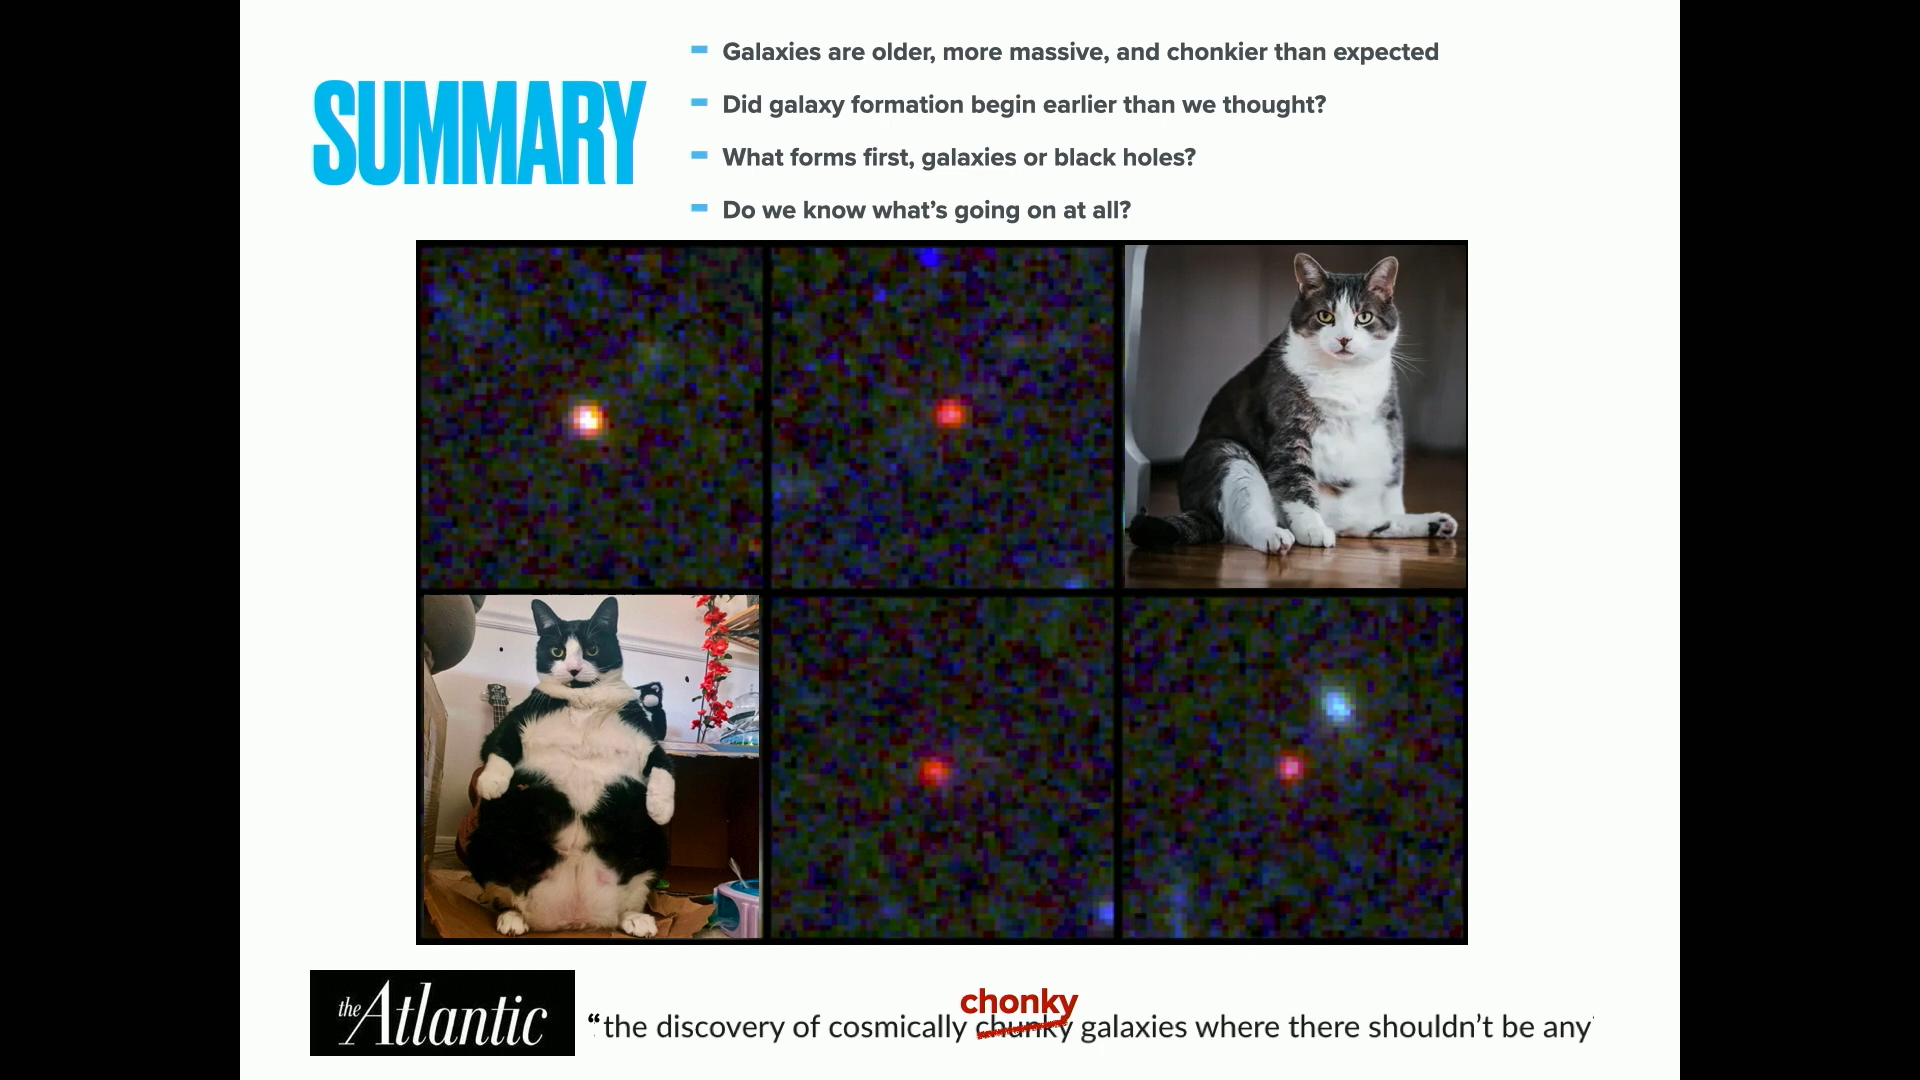 SUMMARY
- Galaxies are older, more massive, and chonkier than expected
- Did galaxy formation begin earlier than we thought?
- What forms first, galaxies or black holes?
- Do we know what’s going on at all?
the Atlantic
chonky
“the discovery of cosmically chunky galaxies where there shouldn’t be any’